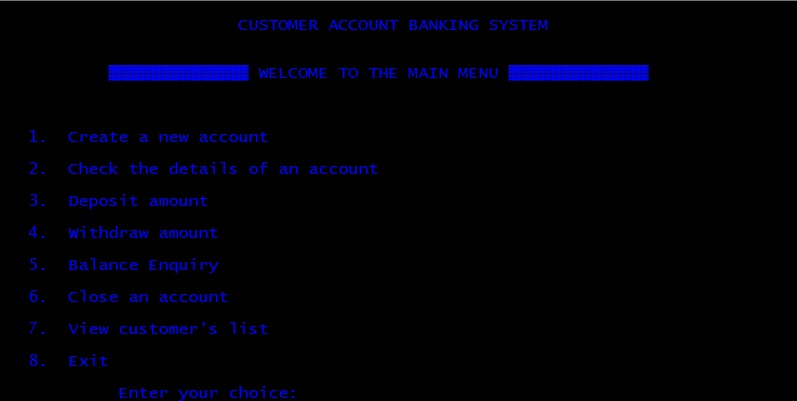 CUSTOMER ACCOUNT BANKING SYSTEM
WELCOME TO THE MAIN MENU
1. Create a new account
2. Check the details of an account
3. Deposit amount
4. Withdraw amount
5. Balance Enquiry
6. Close an account
7. View customer's list
8. Exit
Enter your choice: